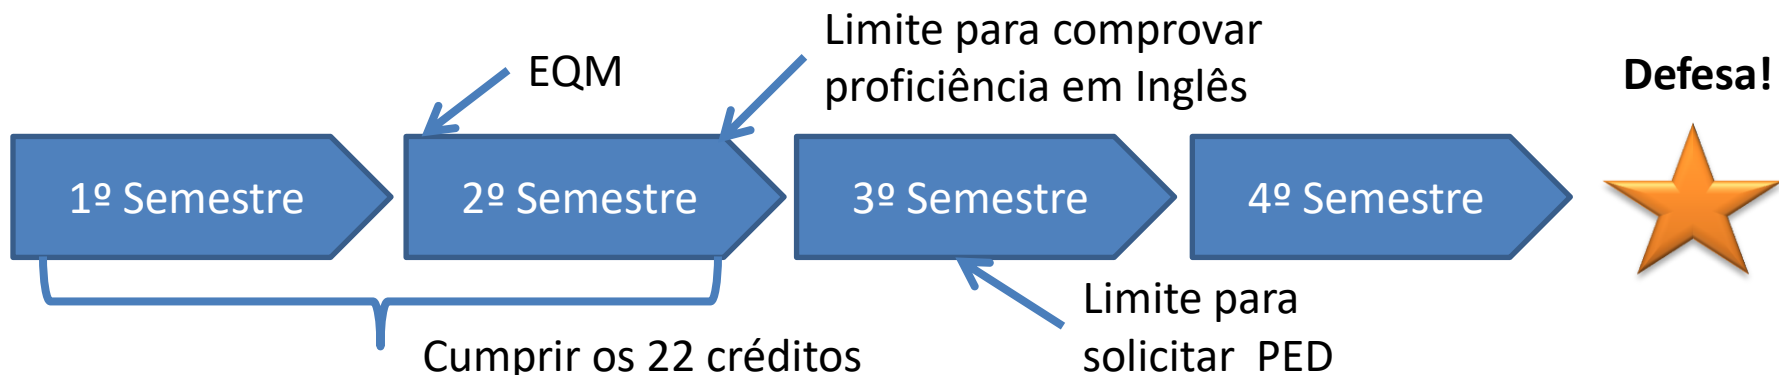 EQM
Limite para comprovar
proficiência em Inglês
Defesa!
1º Semestre
2º Semestre
3º Semestre
4º Semestre
Cumprir os 22 créditos
Limite para
solicitar PED